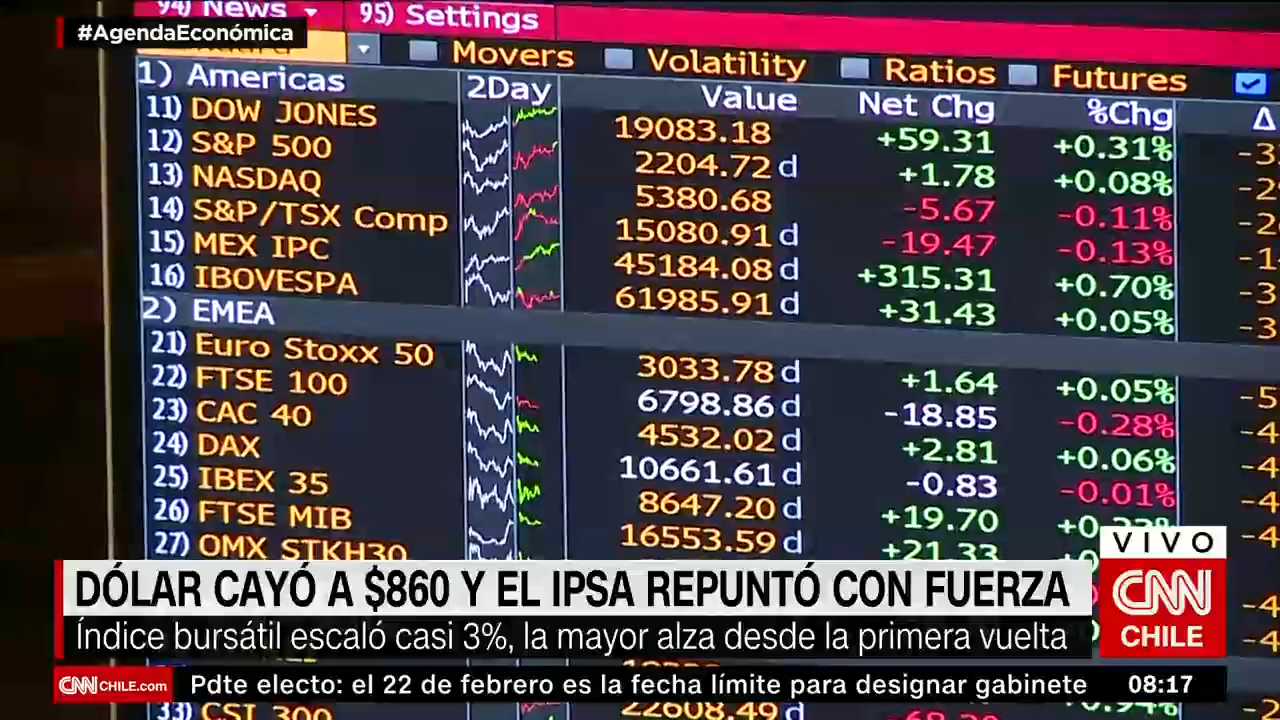 94) News 95) Settings
#AgendaEconómica
Movers Volatility Ratios Futures
1) Americas 2Day Value Net Chg %Chg Δ
11) DOW JONES 19083.18 +59.31 +0.31%
12) S&P 500 2204.72 d +1.78 +0.08%
13) NASDAQ 5380.68 -5.67 -0.11%
14) S&P/TSX Comp 15080.91 d -19.47 -0.13%
15) MEX IPC 45184.08 d +315.31 +0.70%
16) IBOVESPA 61985.91 d +31.43 +0.05%
2) EMEA
21) Euro Stoxx 50 3033.78 d +1.64 +0.05%
22) FTSE 100 6798.86 d -18.85 -0.28%
23) CAC 40 4532.02 d +2.81 +0.06%
24) DAX 10661.61 d -0.83 -0.01%
25) IBEX 35 8647.20 d +19.70
26) FTSE MIB 16553.59 d +21.33
27) OMX STKH30
VIVO
CNN
CHILE
DÓLAR CAYÓ A $860 Y EL IPSA REPUNTÓ CON FUERZA
Índice bursátil escaló casi 3%, la mayor alza desde la primera vuelta
CNNCHILE.com Pdte electo: el 22 de febrero es la fecha límite para designar gabinete 08:17
33) CSI 300 22608.49 d